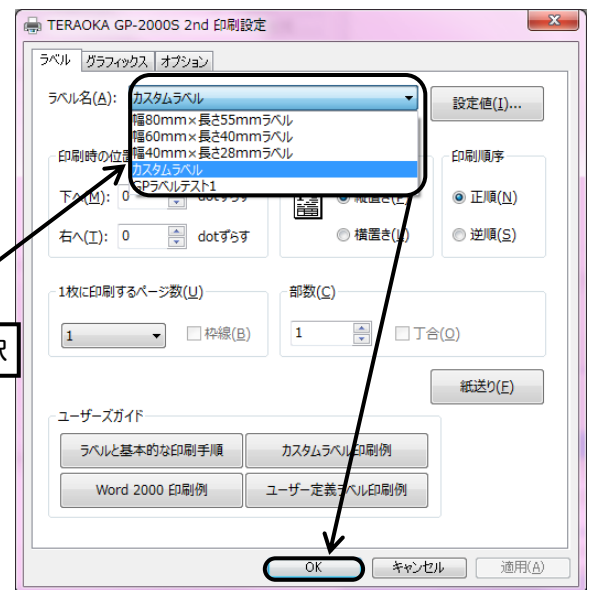 TERAOKA GP-2000S 2nd 印刷設定
ラベル グラフィックス オプション
ラベル名(A): カスタムラベル 設定値(I)...
幅80mm×長さ55mmラベル
幅60mm×長さ40mmラベル
幅40mm×長さ28mmラベル
カスタムラベル
GPラベルテスト1
印刷時の位 印刷順序
下へ(M): 0 dotずらす 正順(N)
右へ(T): 0 dotずらす 横置き 逆順(S)
1枚に印刷するページ数(U) 部数(C)
1 枠線(B) 1 丁合(O)
択
紙送り(F)
ユーザーズガイド
ラベルと基本的な印刷手順 カスタムラベル印刷例
Word 2000 印刷例 ユーザー定義ラベル印刷例
OK キャンセル 適用(A)